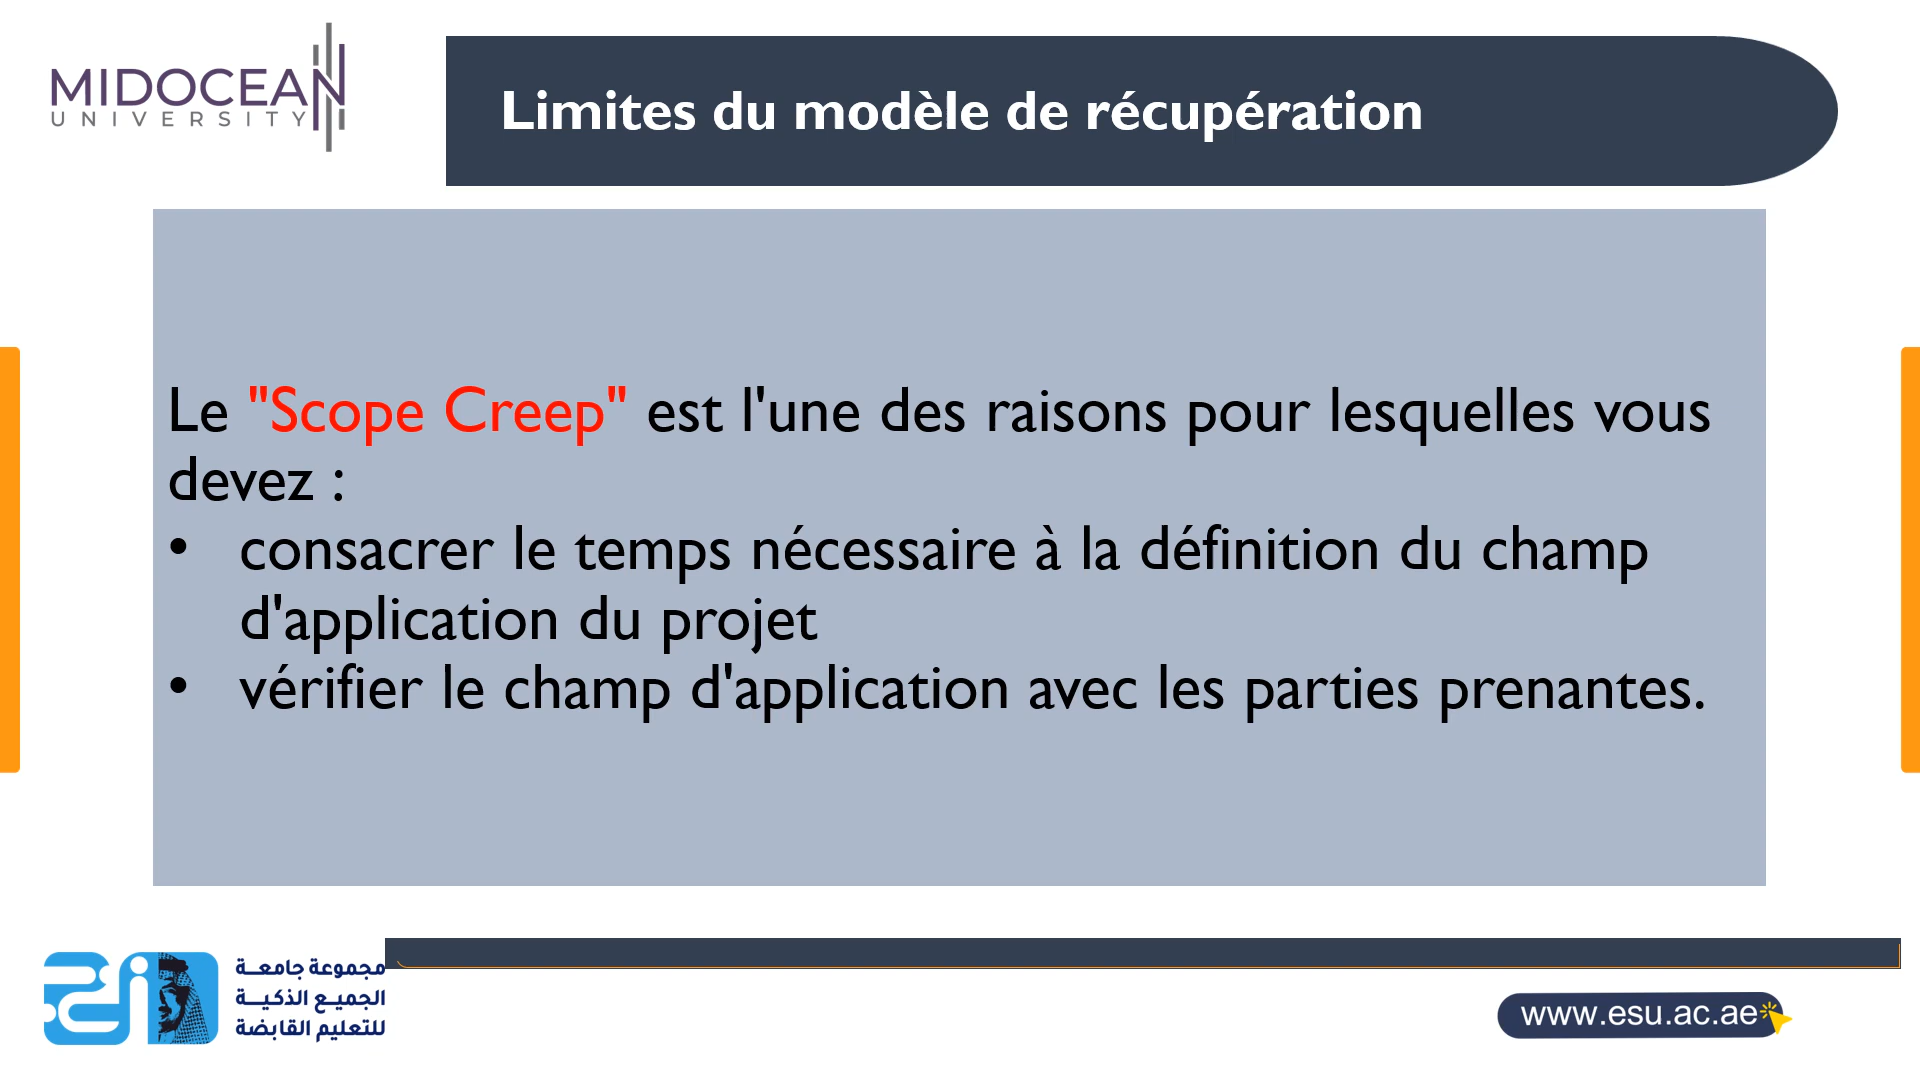 MIDOCEAN
UNIVERSITY
Limites du modèle de récupération
Le "Scope Creep" est l'une des raisons pour lesquelles vous
devez :
• consacrer le temps nécessaire à la définition du champ
d'application du projet
• vérifier le champ d'application avec les parties prenantes.
مجموعة جامعة
الجميع الذكية
للتعليم القابضة
www.esu.ac.ae